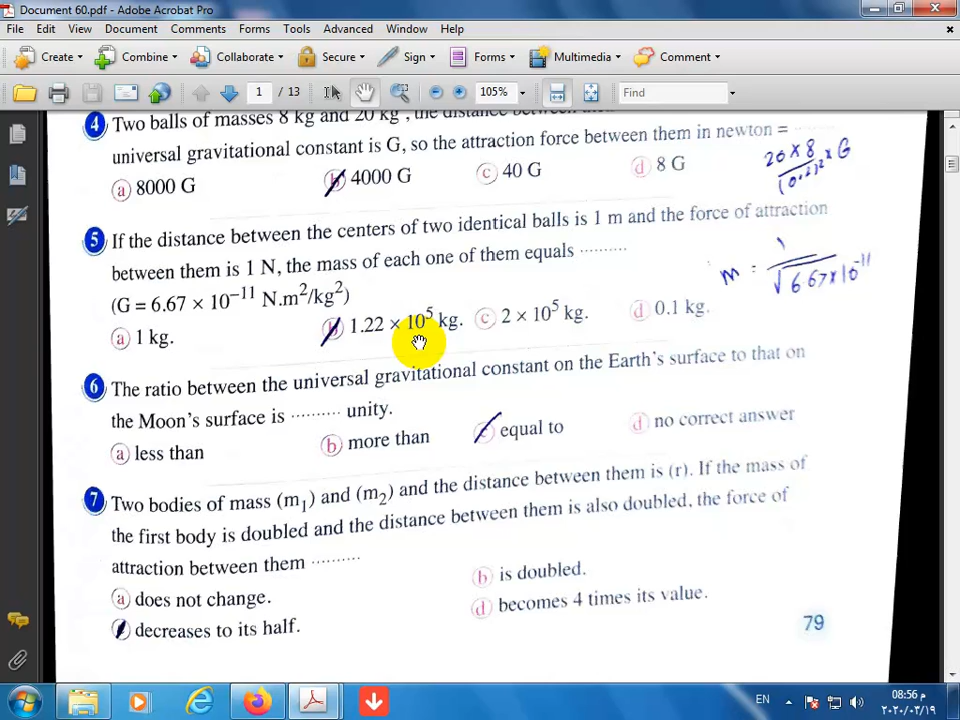 Document 60.pdf - Adobe Acrobat Pro
File Edit View Document Comments Forms Tools Advanced Window Help
Create Combine Collaborate Secure Sign Forms Multimedia Comment
1 / 13 105% Find
4 Two balls of masses 8 kg and 20 kg , the distance between
universal gravitational constant is G, so the attraction force between them in newton =
a 8000 G b 4000 G c 40 G d 8 G
20 × 8 / × G
5 If the distance between the centers of two identical balls is 1 m and the force of attraction
between them is 1 N, the mass of each one of them equals ..........
(G = 6.67 × 10⁻¹¹ N.m²/kg²)
m = 1 / √6.67×10⁻¹¹
a 1 kg. b 1.22 × 10⁵ kg. c 2 × 10⁵ kg. d 0.1 kg.
6 The ratio between the universal gravitational constant on the Earth's surface to that on
the Moon's surface is .......... unity.
a less than b more than c equal to d no correct answer
7 Two bodies of mass (m₁) and (m₂) and the distance between them is (r). If the mass of
the first body is doubled and the distance between them is also doubled, the force of
attraction between them ..........
a does not change. b is doubled.
decreases to its half. d becomes 4 times its value.
79
EN 08:56 م
٢٠٢٠/٠٣/١٩